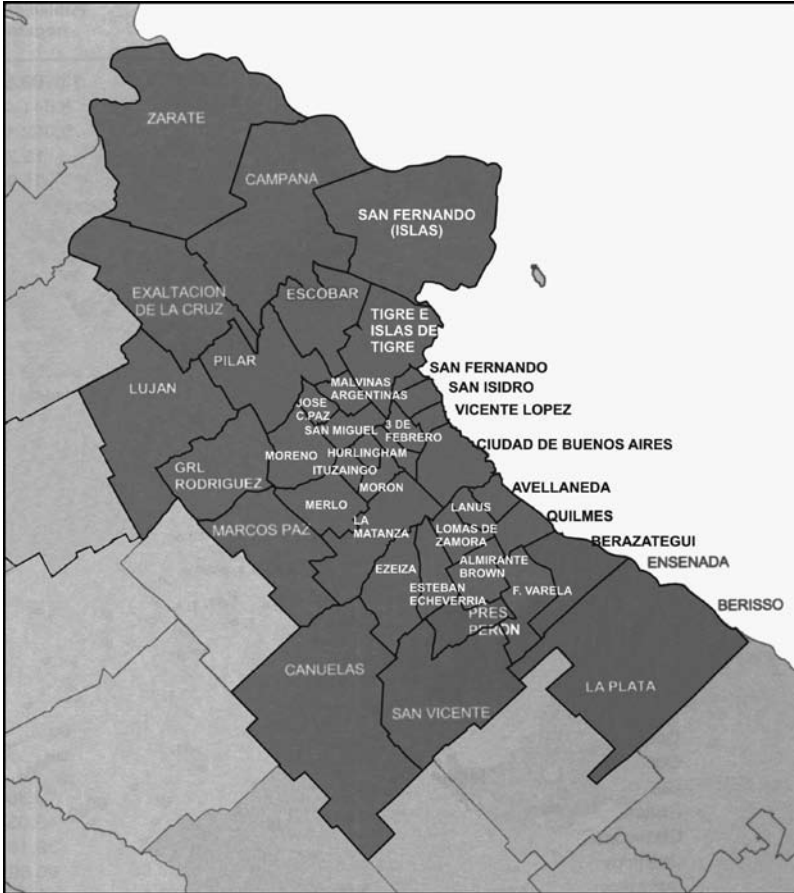 ZARATE
CAMPANA
SAN FERNANDO
(ISLAS)
EXALTACION
DE LA CRUZ
ESCOBAR
TIGRE E
ISLAS DE
TIGRE
PILAR
LUJAN
SAN FERNANDO
SAN ISIDRO
VICENTE LOPEZ
MALVINAS
ARGENTINAS
JOSE
C.PAZ
SAN MIGUEL
3 DE
FEBRERO
CIUDAD DE BUENOS AIRES
HURLINGHAM
MORENO
ITUZAINGO
GRL
RODRIGUEZ
MORON
MERLO
AVELLANEDA
LANUS
QUILMES
MARCOS PAZ
LA
MATANZA
LOMAS DE
ZAMORA
BERAZATEGUI
ENSENADA
ALMIRANTE
BROWN
EZEIZA
ESTEBAN
ECHEVERRIA
F. VARELA
BERISSO
PRES
PERON
CANUELAS
LA PLATA
SAN VICENTE